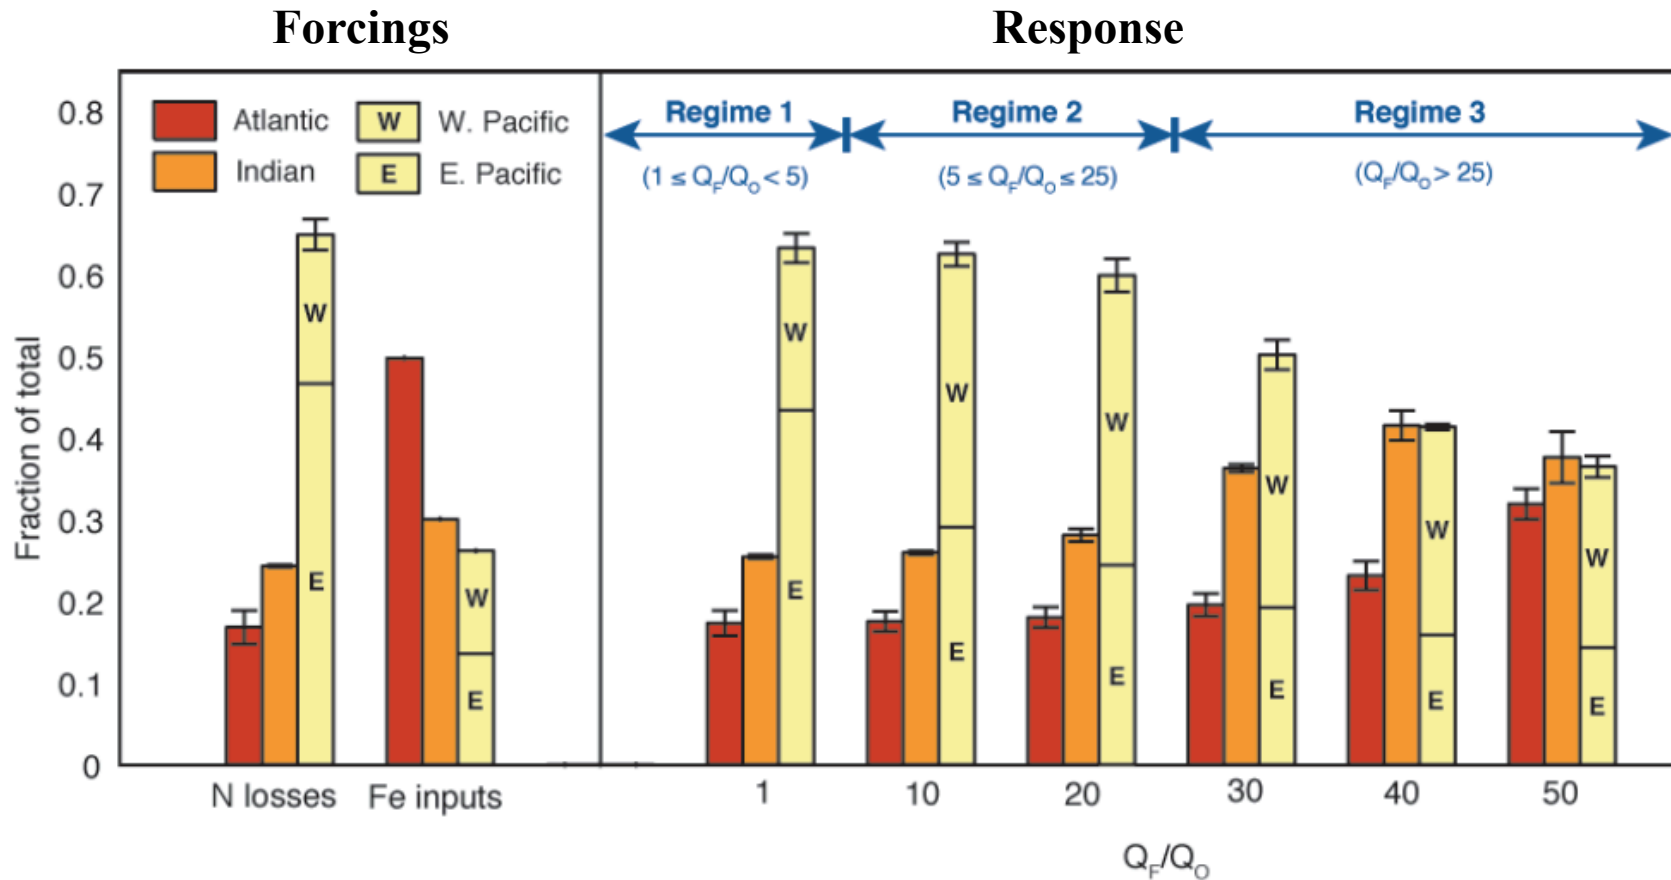 Forcings
Response
Atlantic
W W. Pacific
Indian
E E. Pacific
Regime 1
Regime 2
Regime 3
(1 ≤ Q_F/Q_O < 5)
(5 ≤ Q_F/Q_O ≤ 25)
(Q_F/Q_O > 25)
Fraction of total
0.8
0.7
0.6
0.5
0.4
0.3
0.2
0.1
0
W
E
W
E
W
E
W
E
W
E
W
E
W
E
W
E
N losses
Fe inputs
1
10
20
30
40
50
Q_F/Q_O